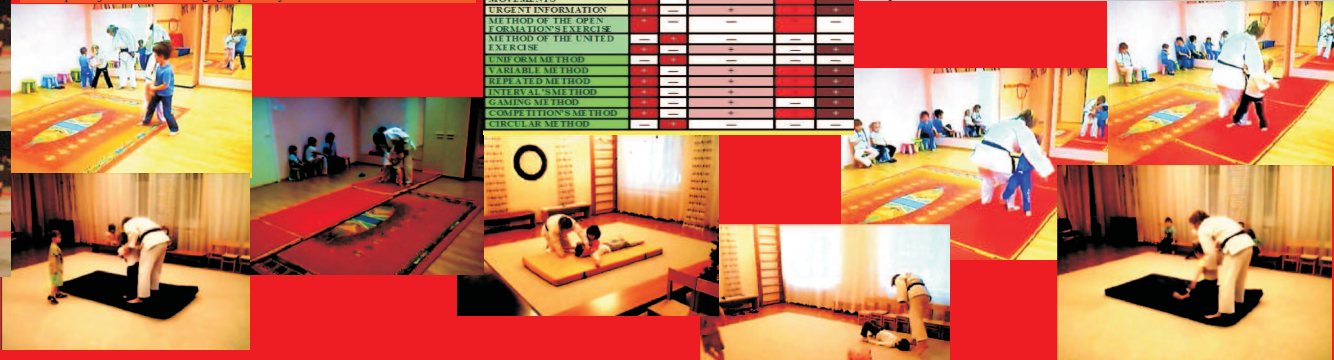 URGENT INFORMATION + — + + —
METHOD OF THE OPEN + — + + —
FORMATION'S EXERCISE
METHOD OF THE UNITED — + — — —
EXERCISE + — + — +
UNIFORM METHOD — + — — —
VARIABLE METHOD + — + + +
REPEATED METHOD + — + + +
INTERVAL'S METHOD + — + + +
GAMING METHOD + — + — +
COMPETITION'S METHOD + — + + +
CIRCULAR METHOD — + — + —